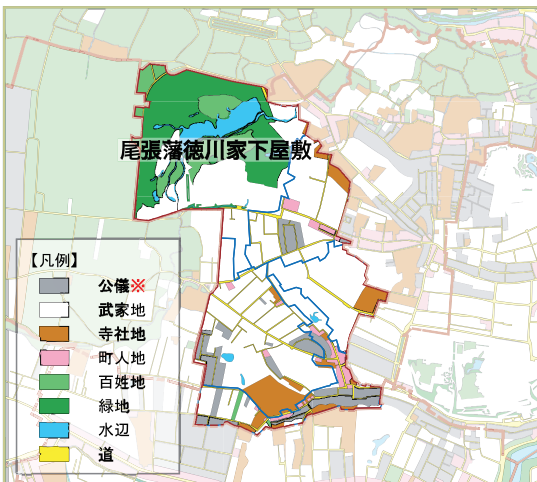 尾張藩徳川家下屋敷
【凡例】
公儀※
武家地
寺社地
町人地
百姓地
緑地
水辺
道